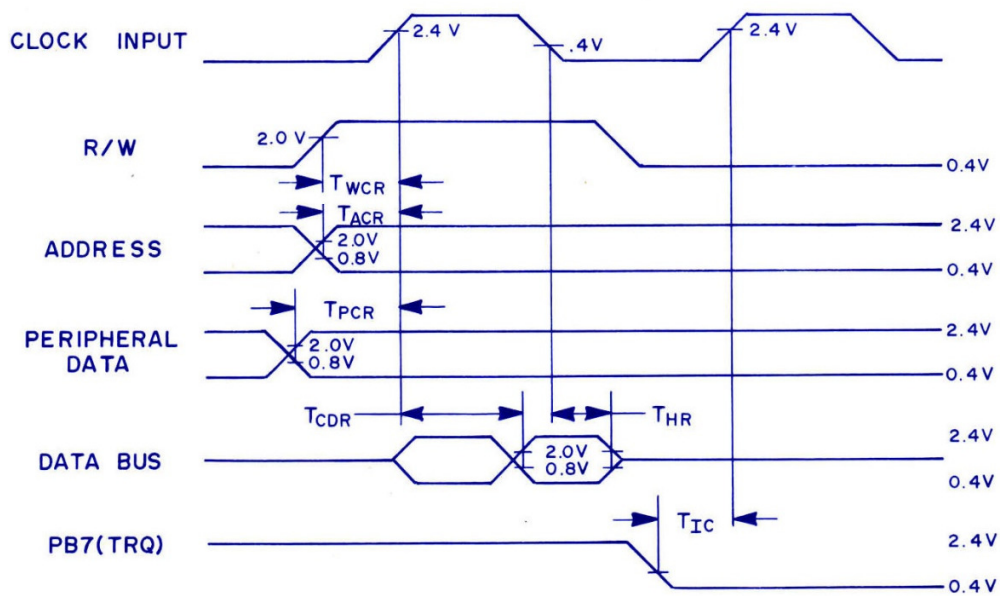 CLOCK INPUT
2.4 V
.4V
2.4 V
R/W
2.0 V
0.4V
TWCR
TACR
ADDRESS
2.0V
0.8V
2.4V
0.4V
TPCR
PERIPHERAL
DATA
2.0V
0.8V
2.4V
0.4V
TCDR
THR
DATA BUS
2.0V
0.8V
2.4V
0.4V
TIC
PB7(TRQ)
2.4V
0.4V